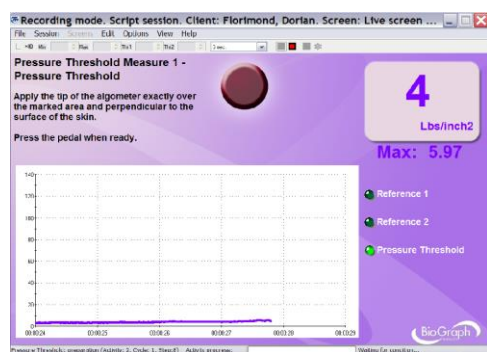 Recording mode. Script session. Client: Florimond, Dorian. Screen: Live screen ...
File Session Screens Edit Options View Help
Pressure Threshold Measure 1 -
Pressure Threshold
Apply the tip of the algometer exactly over
the marked area and perpendicular to the
surface of the skin.
Press the pedal when ready.
4
Lbs/inch2
Max: 5.97
Reference 1
Reference 2
Pressure Threshold
140
120
100
80
60
40
20
0
00:00:24 00:00:25 00:00:26 00:00:27 00:00:28 00:00:29
BioGraph